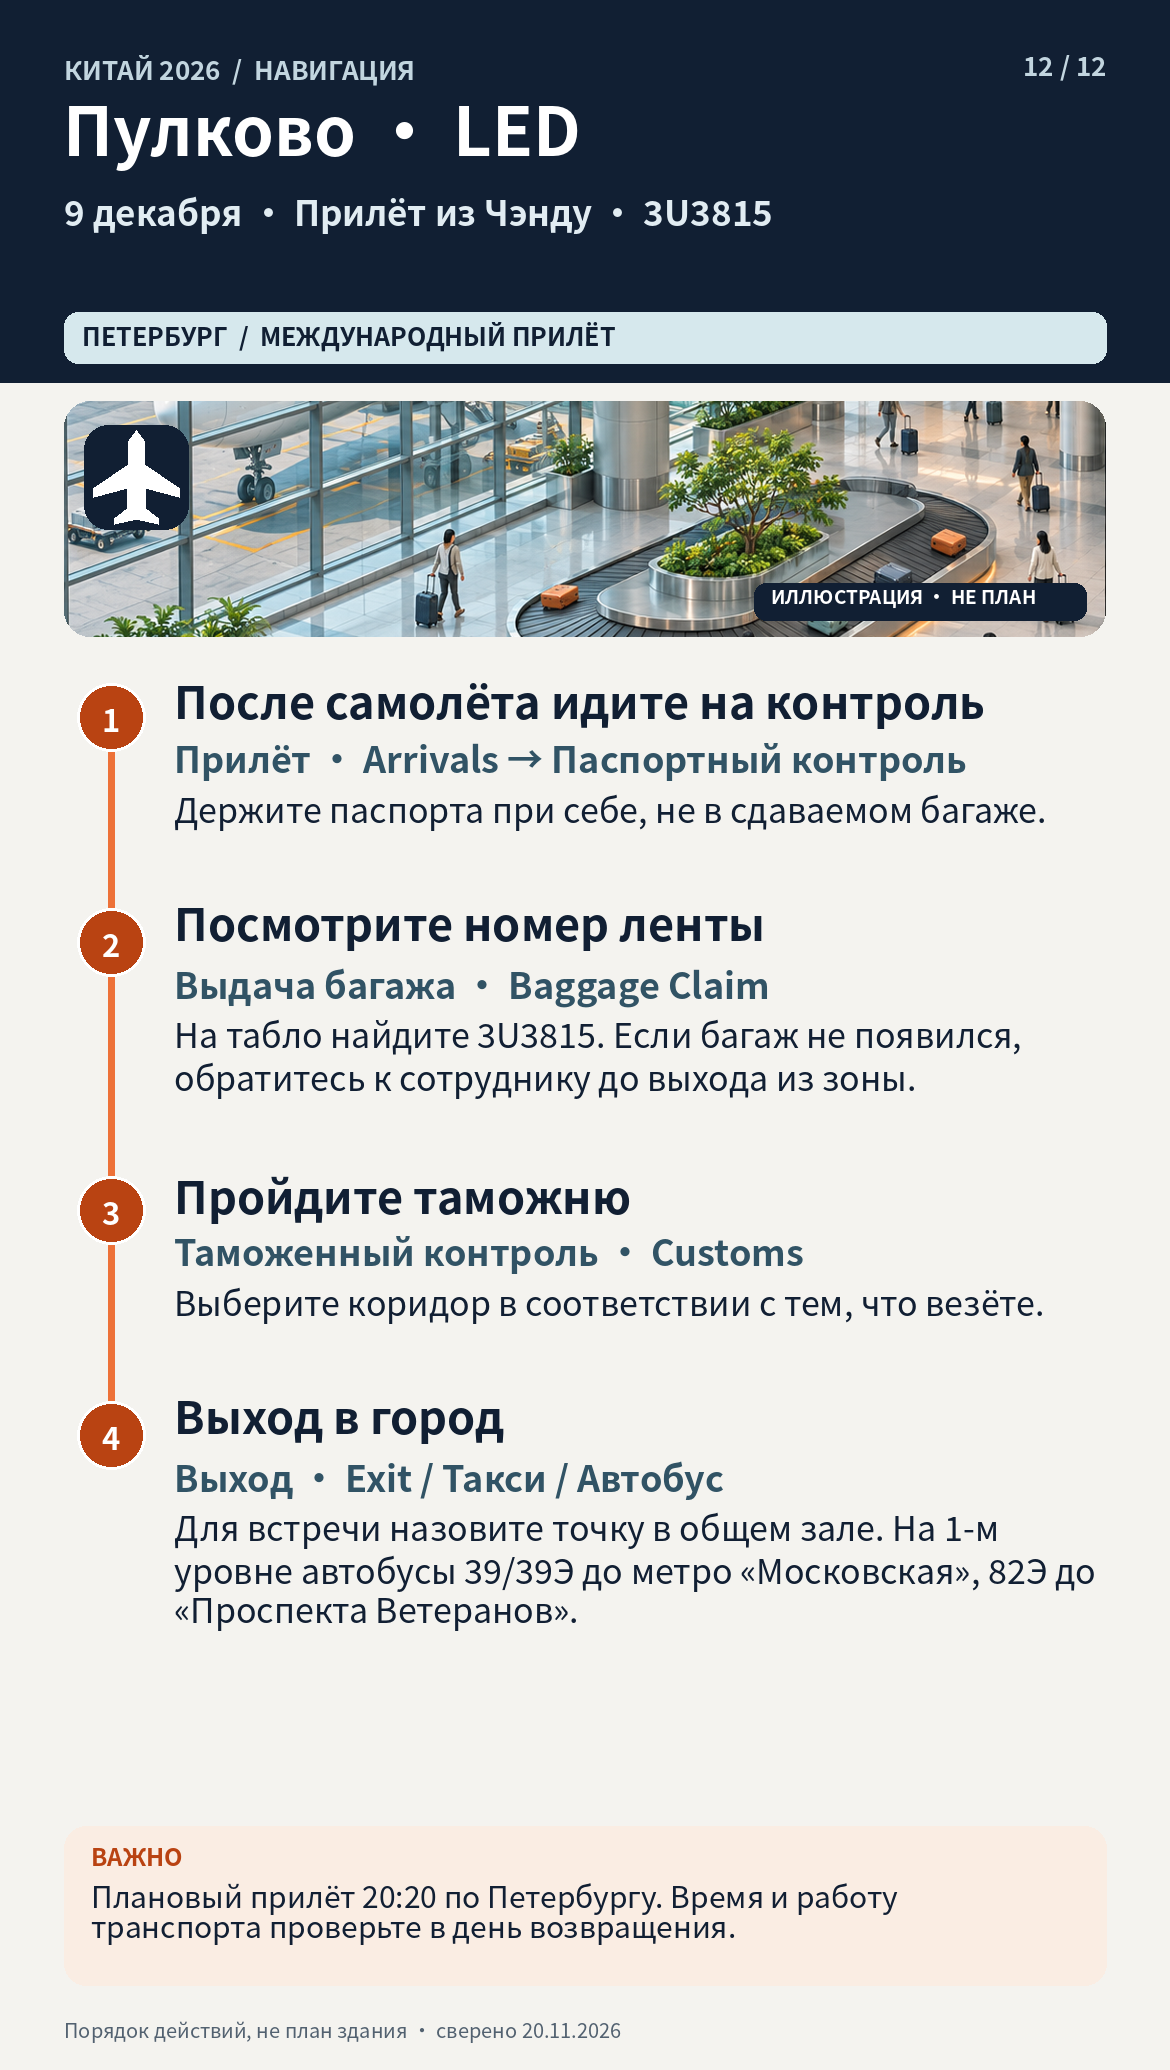 КИТАЙ 2026 / НАВИГАЦИЯ
12 / 12
Пулково • LED
9 декабря • Прилёт из Чэнду • 3U3815
ПЕТЕРБУРГ / МЕЖДУНАРОДНЫЙ ПРИЛЁТ
ИЛЛЮСТРАЦИЯ • НЕ ПЛАН
1
После самолёта идите на контроль
Прилёт • Arrivals → Паспортный контроль
Держите паспорта при себе, не в сдаваемом багаже.
2
Посмотрите номер ленты
Выдача багажа • Baggage Claim
На табло найдите 3U3815. Если багаж не появился,
обратитесь к сотруднику до выхода из зоны.
3
Пройдите таможню
Таможенный контроль • Customs
Выберите коридор в соответствии с тем, что везёте.
4
Выход в город
Выход • Exit / Такси / Автобус
Для встречи назовите точку в общем зале. На 1-м
уровне автобусы 39/39Э до метро «Московская», 82Э до
«Проспекта Ветеранов».
ВАЖНО
Плановый прилёт 20:20 по Петербургу. Время и работу
транспорта проверьте в день возвращения.
Порядок действий, не план здания • сверено 20.11.2026